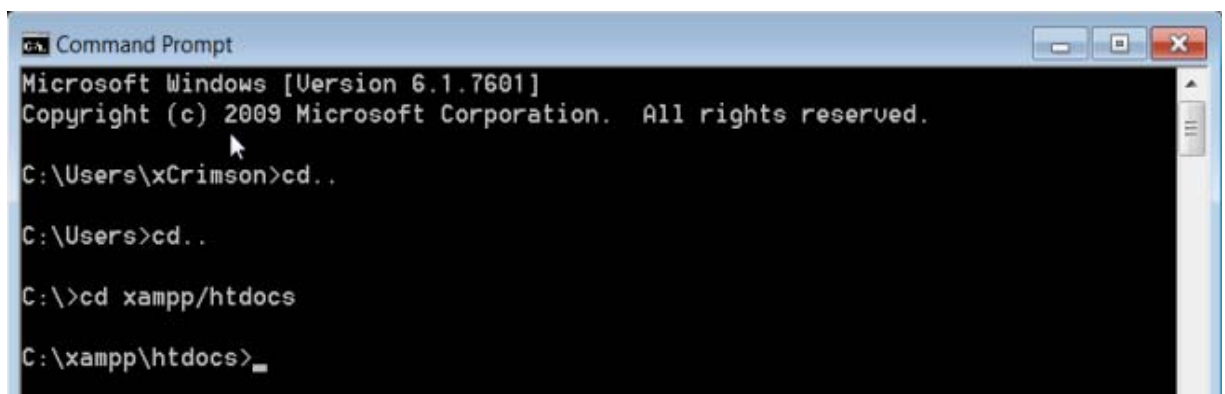 Command Prompt
Microsoft Windows [Version 6.1.7601]
Copyright (c) 2009 Microsoft Corporation.  All rights reserved.
C:\Users\xCrimson>cd..
C:\Users>cd..
C:\>cd xampp/htdocs
C:\xampp\htdocs>_